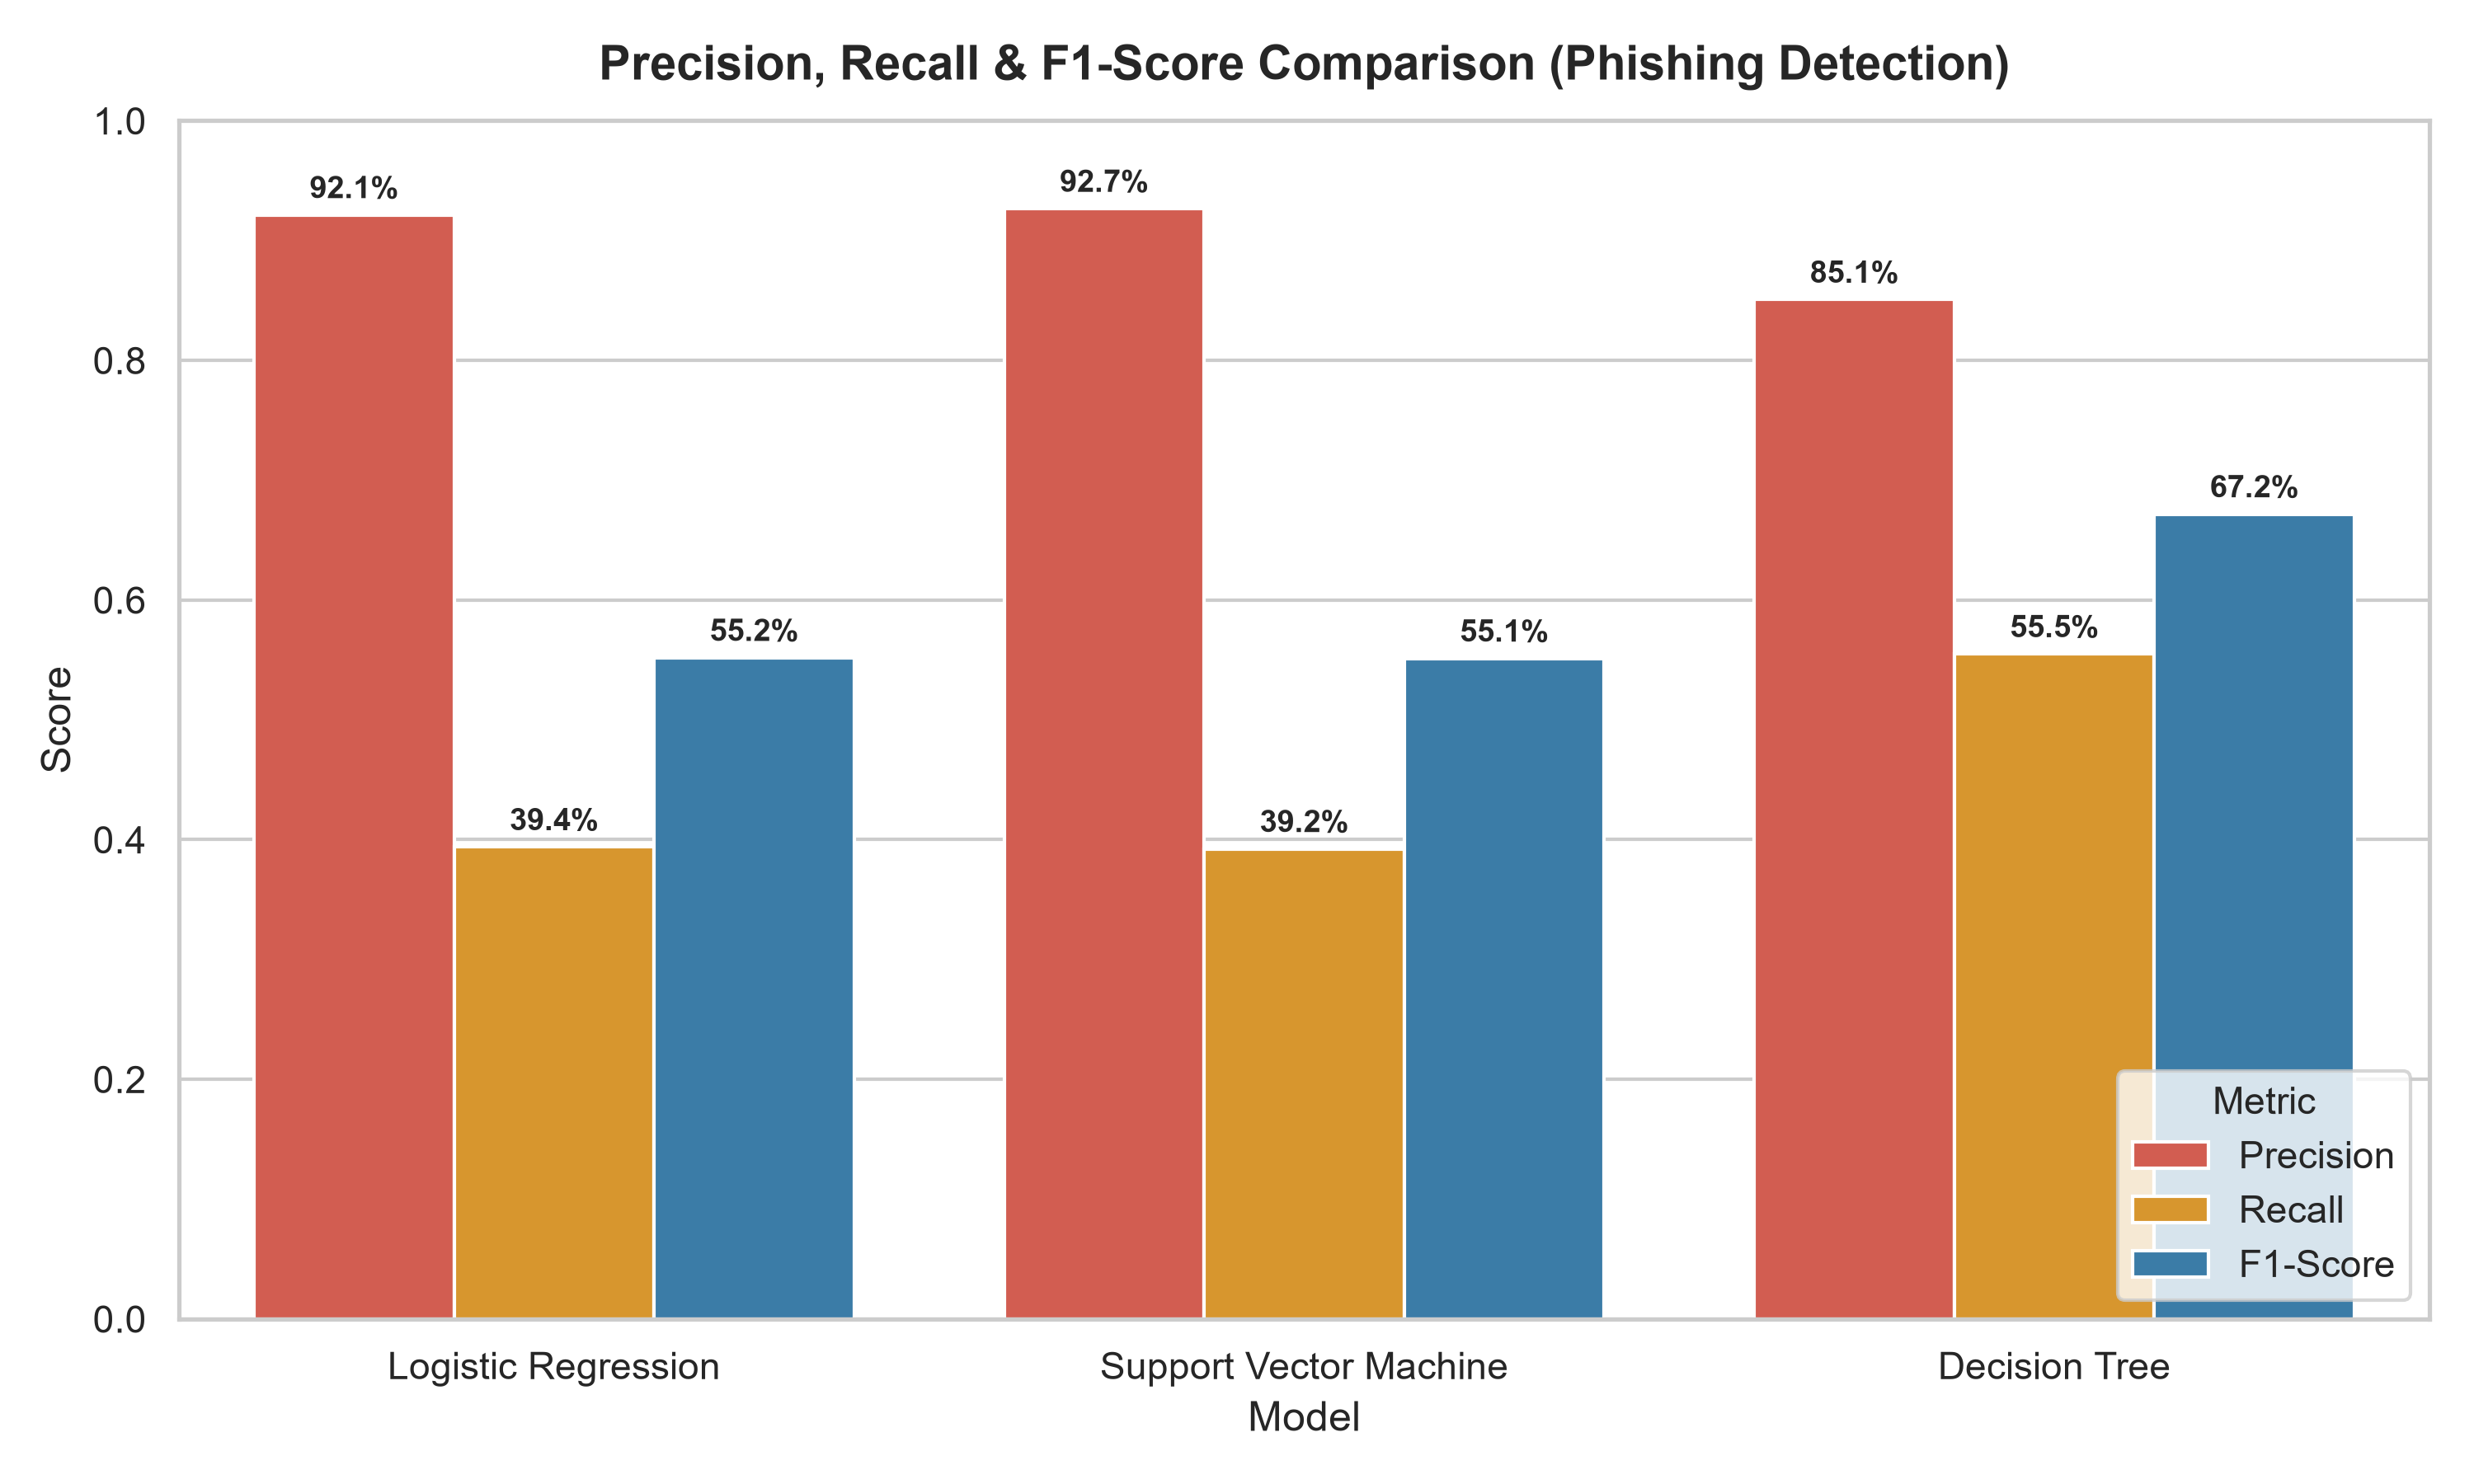 Precision, Recall & F1-Score Comparison (Phishing Detection)
1.0
0.8
0.6
0.4
0.2
0.0
Score
92.1%
39.4%
55.2%
92.7%
39.2%
55.1%
85.1%
55.5%
67.2%
Metric
Precision
Recall
F1-Score
Logistic Regression
Support Vector Machine
Decision Tree
Model